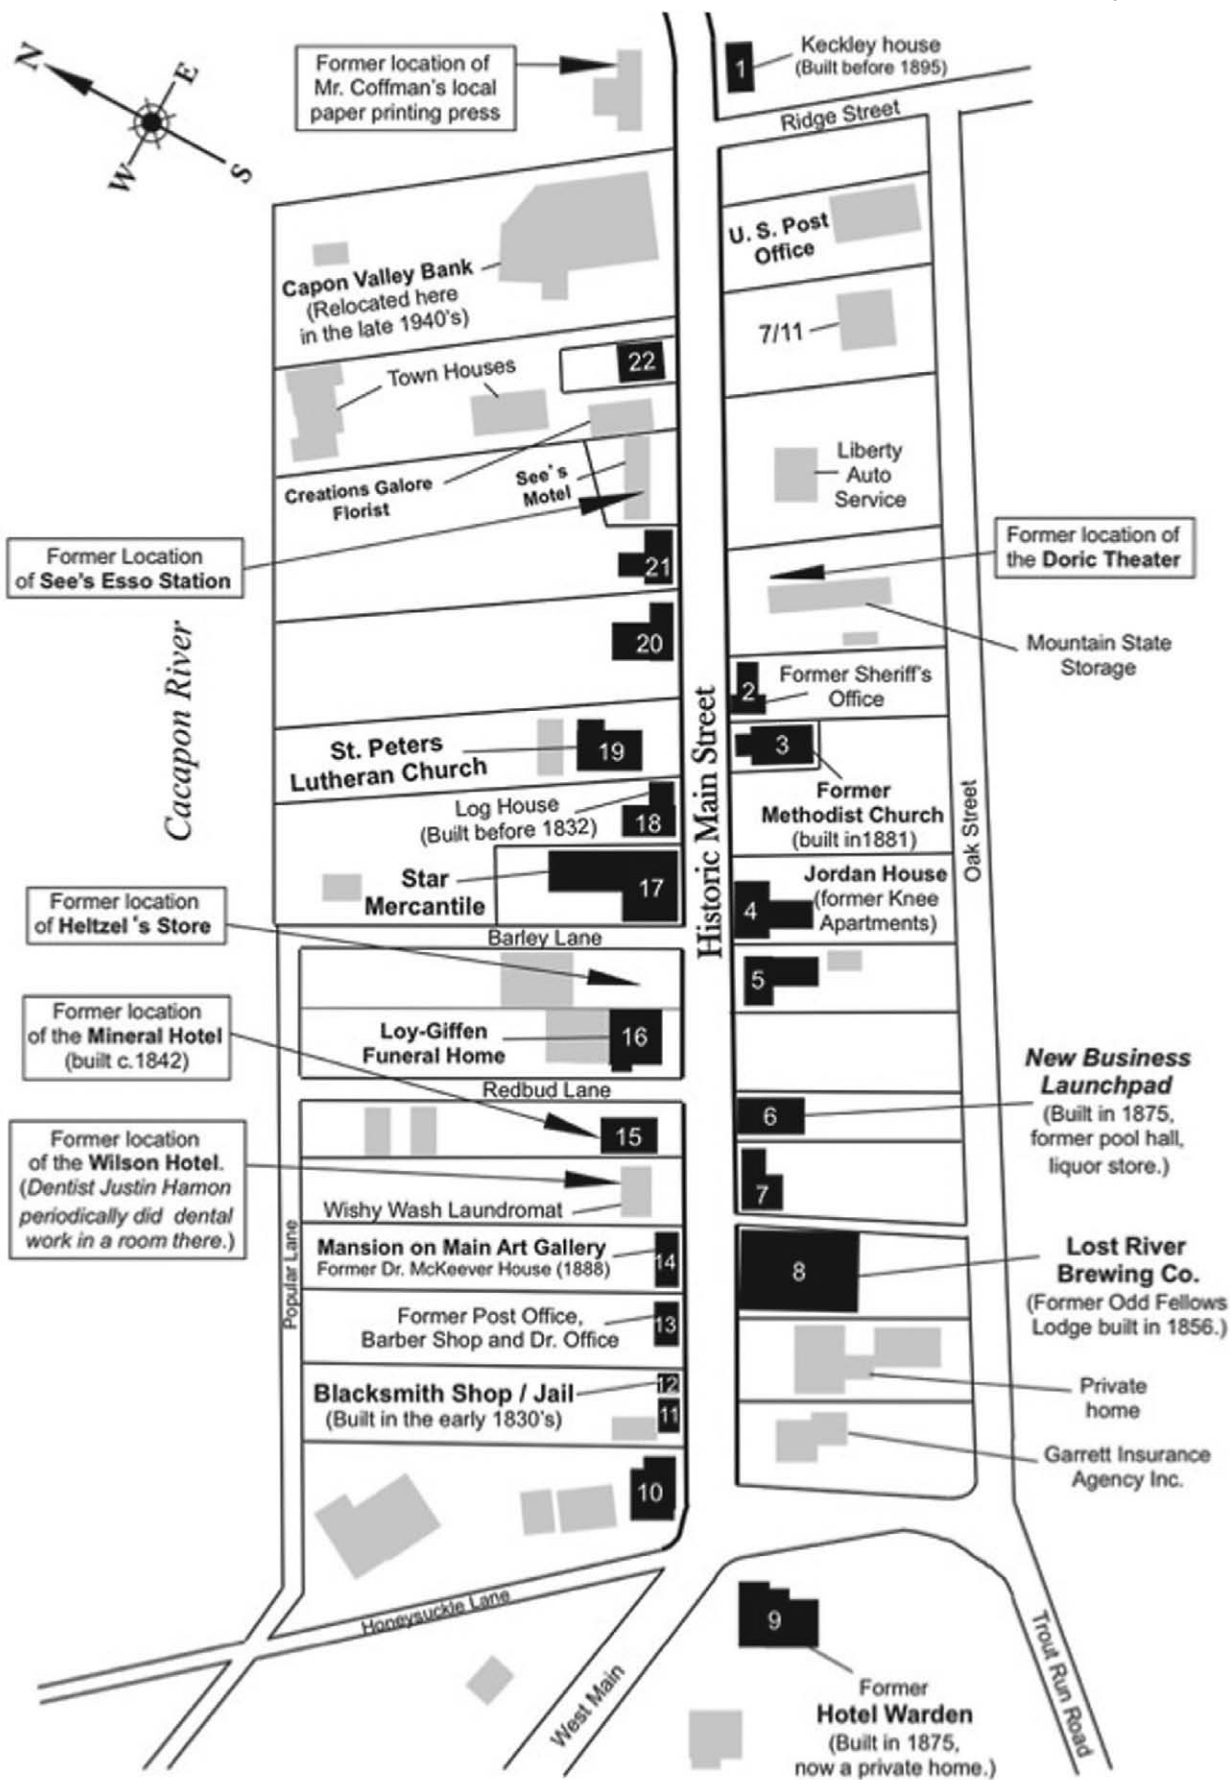 N
E
W
S
Former location of
Mr. Coffman's local
paper printing press
1
Keckley house
(Built before 1895)
Ridge Street
U. S. Post
Office
Capon Valley Bank
(Relocated here
in the late 1940's)
7/11
22
Town Houses
Creations Galore
Florist
See's
Motel
Liberty
Auto
Service
Former Location
of See's Esso Station
21
Former location of
the Doric Theater
20
Mountain State
Storage
Cacapon River
Historic Main Street
2
Former Sheriff's
Office
St. Peters
Lutheran Church
19
3
Former
Methodist Church
(built in1881)
Oak Street
Log House
(Built before 1832)
18
Star
Mercantile
17
Jordan House
(former Knee
Apartments)
4
Former location
of Heltzel 's Store
Barley Lane
5
Former location
of the Mineral Hotel
(built c.1842)
Loy-Giffen
Funeral Home
16
Redbud Lane
New Business
Launchpad
(Built in 1875,
former pool hall,
liquor store.)
6
15
Former location
of the Wilson Hotel.
(Dentist Justin Hamon
periodically did dental
work in a room there.)
Wishy Wash Laundromat
7
Popular Lane
Mansion on Main Art Gallery
Former Dr. McKeever House (1888)
14
8
Lost River
Brewing Co.
(Former Odd Fellows
Lodge built in 1856.)
Former Post Office,
Barber Shop and Dr. Office
13
Blacksmith Shop / Jail
(Built in the early 1830's)
12
11
Private
home
Garrett Insurance
Agency Inc.
10
Honeysuckle Lane
9
West Main
Trout Run Road
Former
Hotel Warden
(Built in 1875,
now a private home.)